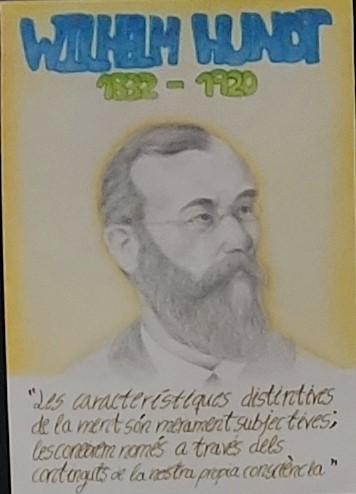 WILHELM WUNDT
1832 - 1920
"Les característiques distintives
de la ment són merament subjectives;
les coneixem només a través dels
continguts de la nostra propia consciència"